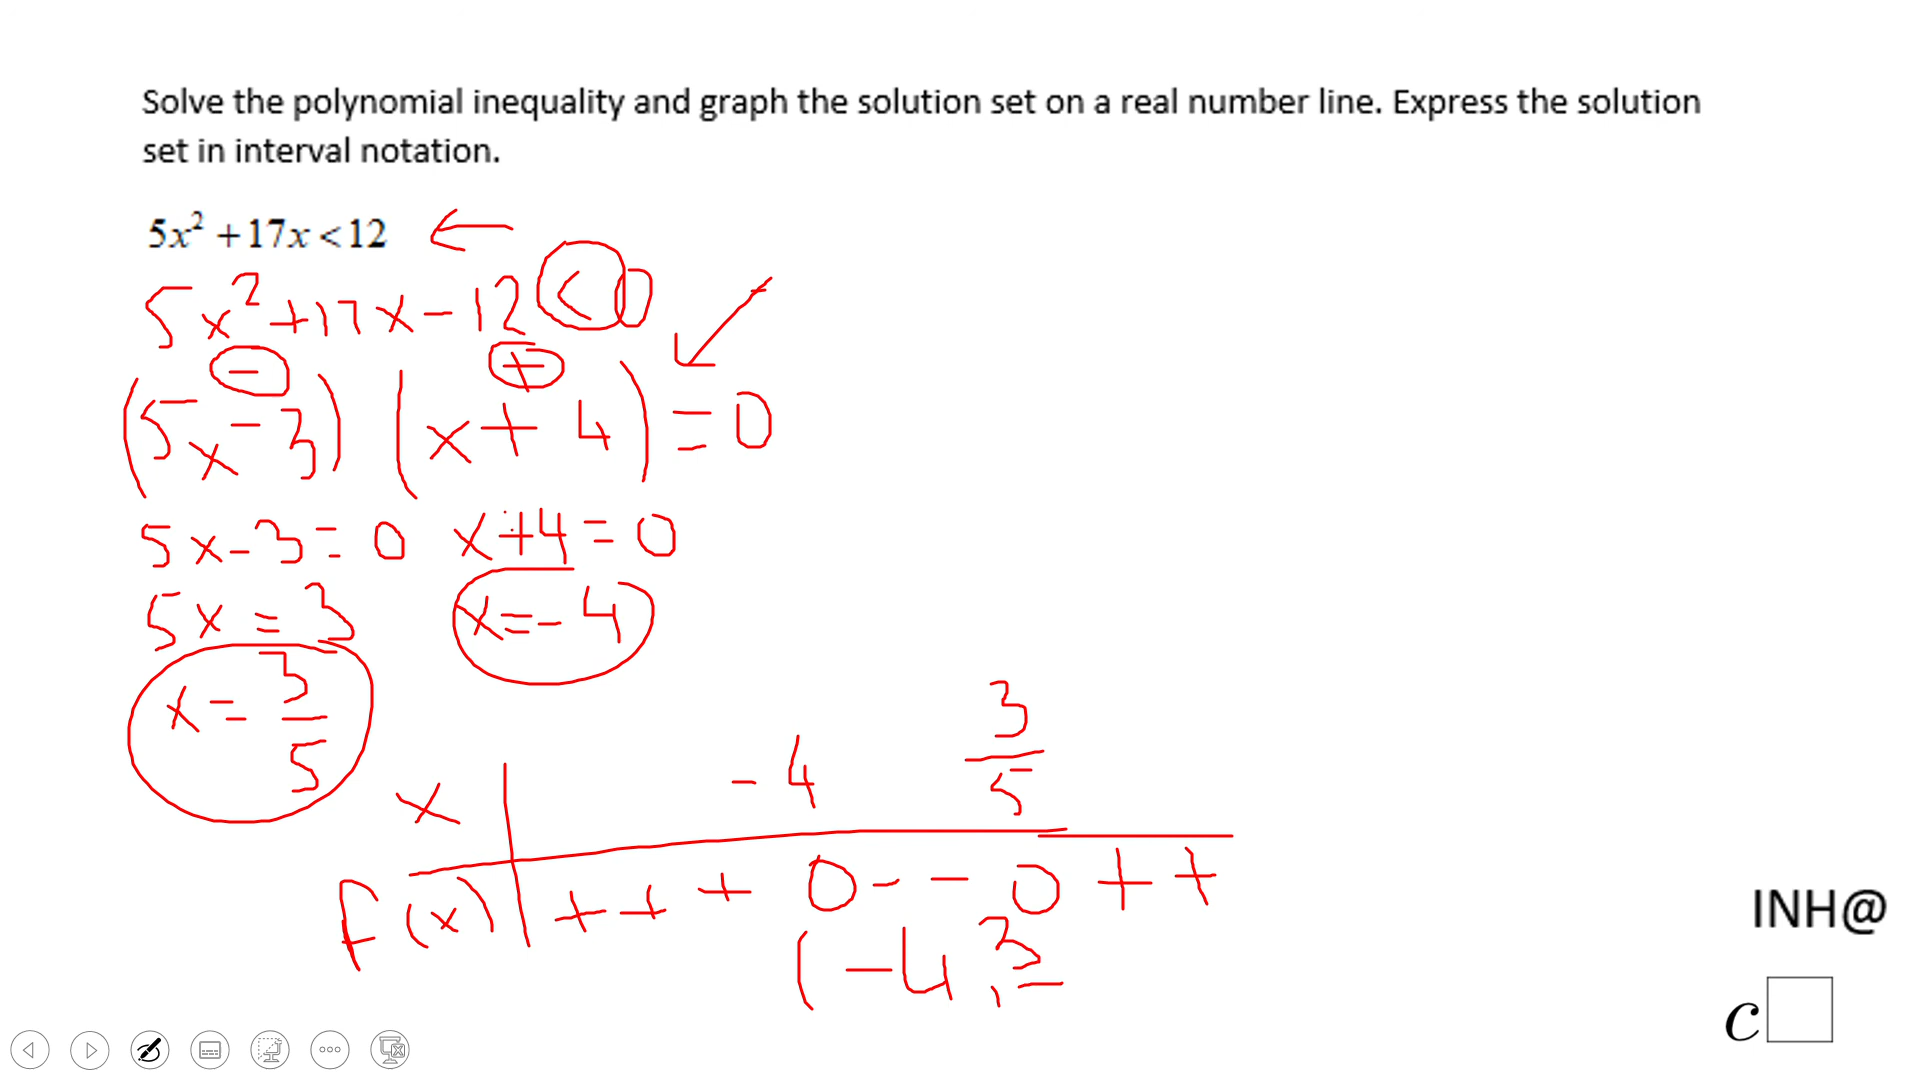 Solve the polynomial inequality and graph the solution set on a real number line. Express the solution
set in interval notation.
5x² + 17x < 12 ←
5x² + 17x - 12 < 0
- +
(5x - 3) (x + 4) = 0
5x - 3 = 0 x + 4 = 0
5x = 3 x = -4
x = 3/5
x -4 3/5
f(x) + + + 0 - - 0 + +
(-4, 3
INH@
c